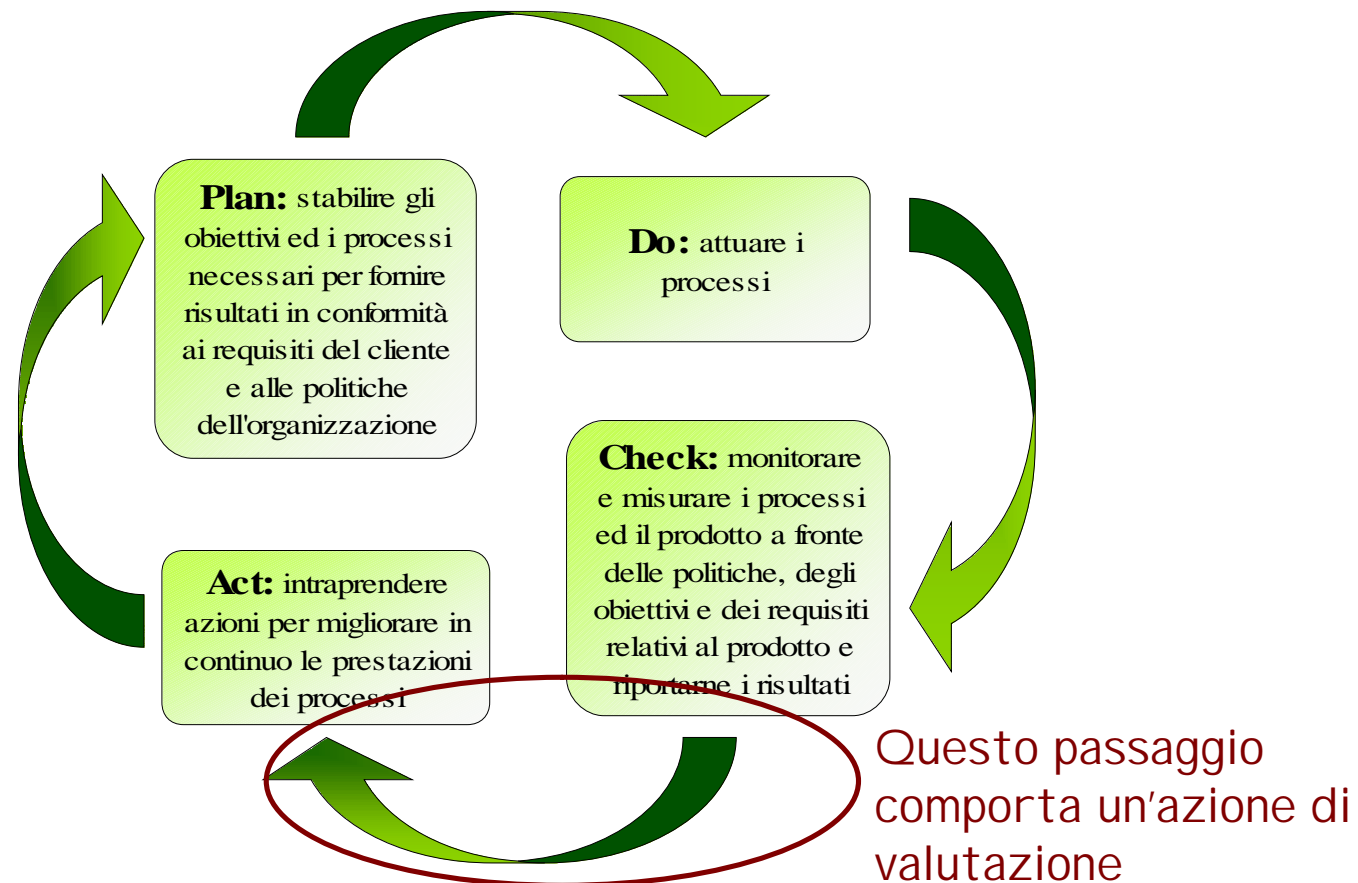 Plan: stabilire gli
obiettivi ed i processi
necessari per fornire
risultati in conformità
ai requisiti del cliente
e alle politiche
dell'organizzazione
Do: attuare i
processi
Check: monitorare
e misurare i processi
ed il prodotto a fronte
delle politiche, degli
obiettivi e dei requisiti
relativi al prodotto e
riportarne i risultati
Act: intraprendere
azioni per migliorare in
continuo le prestazioni
dei processi
Questo passaggio
comporta un'azione di
valutazione